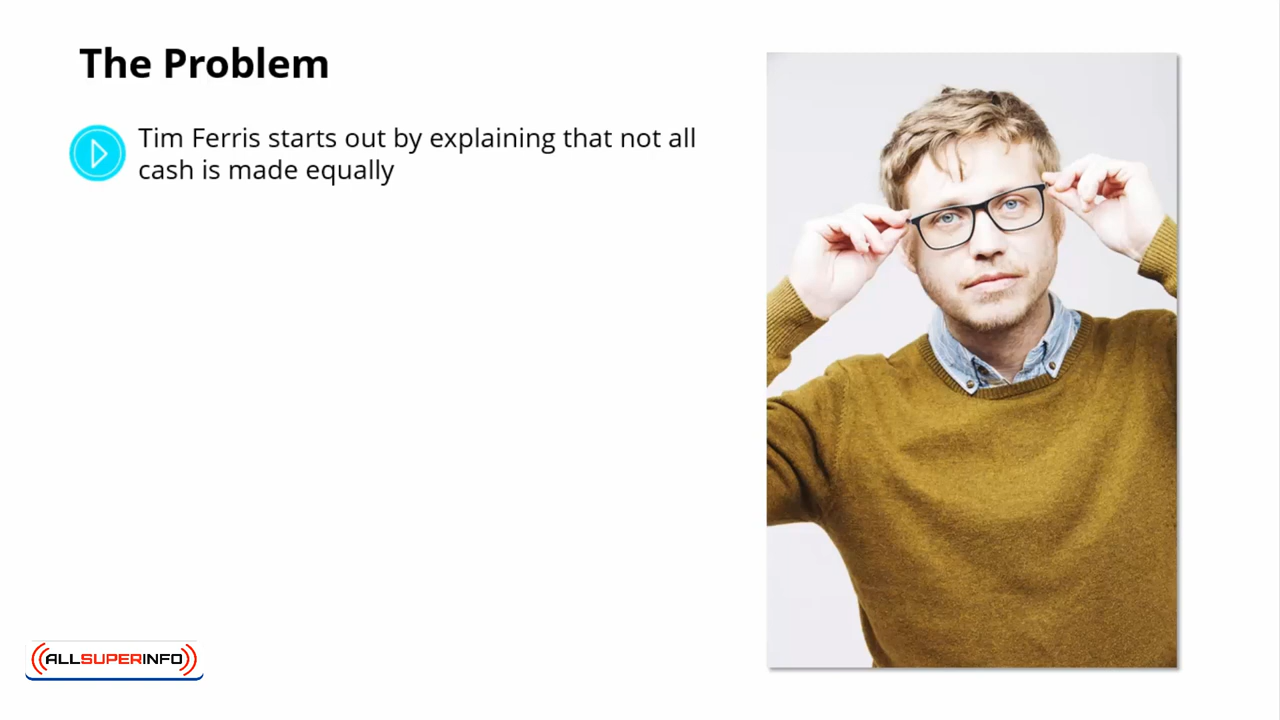 The Problem
Tim Ferris starts out by explaining that not all
cash is made equally
ALLSUPERINFO